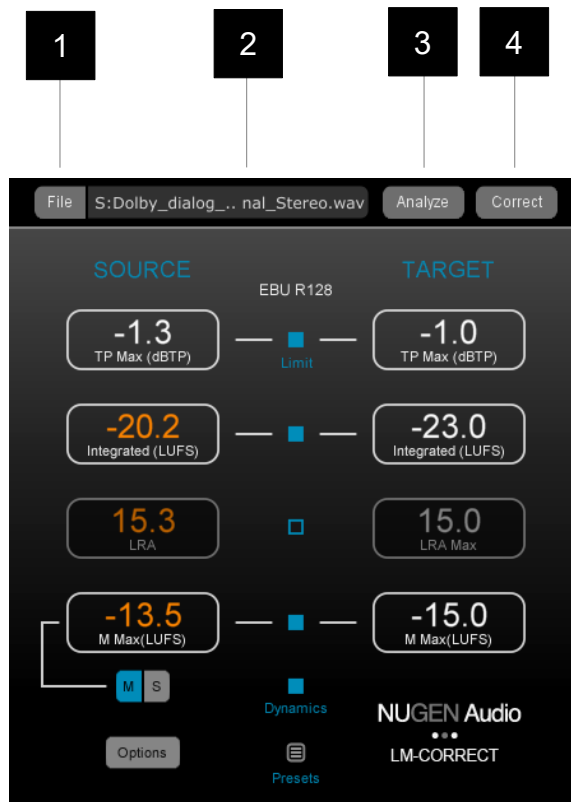 1 2 3 4
File S:Dolby_dialog_.. nal_Stereo.wav Analyze Correct
SOURCE TARGET
EBU R128
-1.3 -1.0
TP Max (dBTP) TP Max (dBTP)
Limit
-20.2 -23.0
Integrated (LUFS) Integrated (LUFS)
15.3 15.0
LRA LRA Max
-13.5 -15.0
M Max(LUFS) M Max(LUFS)
M S
Dynamics
NUGEN Audio
Options LM-CORRECT
Presets